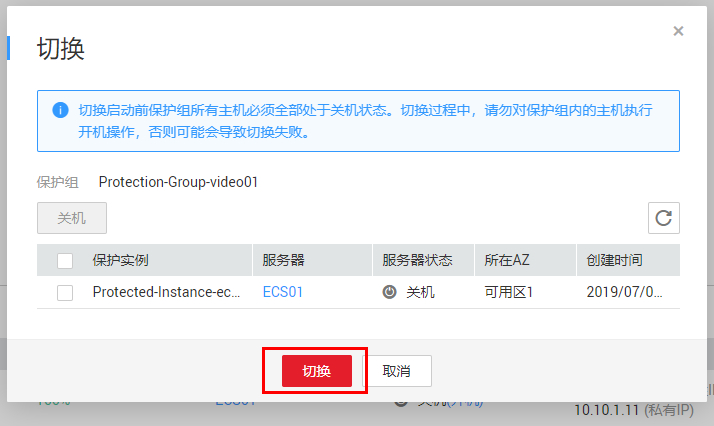 切换
切换启动前保护组所有主机必须全部处于关机状态。切换过程中，请勿对保护组内的主机执行
开机操作，否则可能会导致切换失败。
保护组 Protection-Group-video01
关机
保护实例 服务器 服务器状态 所在AZ 创建时间
Protected-Instance-ec... ECS01 关机 可用区1 2019/07/0...
切换 取消
100% ECS01 关机
10.10.1.11 (私有IP)